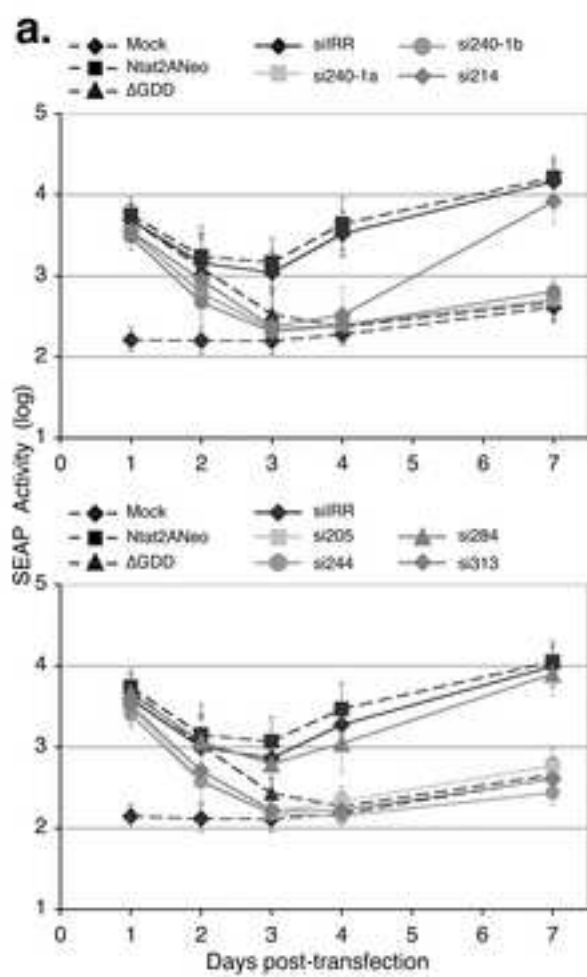 a.
Mock siIRR si240-1b
Ntat2ANeo si240-1a si214
ΔGDD
5
4
3
2
1
0 1 2 3 4 5 6 7
SEAP Activity (log)
Mock siIRR
Ntat2ANeo si205 si284
ΔGDD si244 si313
5
4
3
2
1
0 1 2 3 4 5 6 7
Days post-transfection